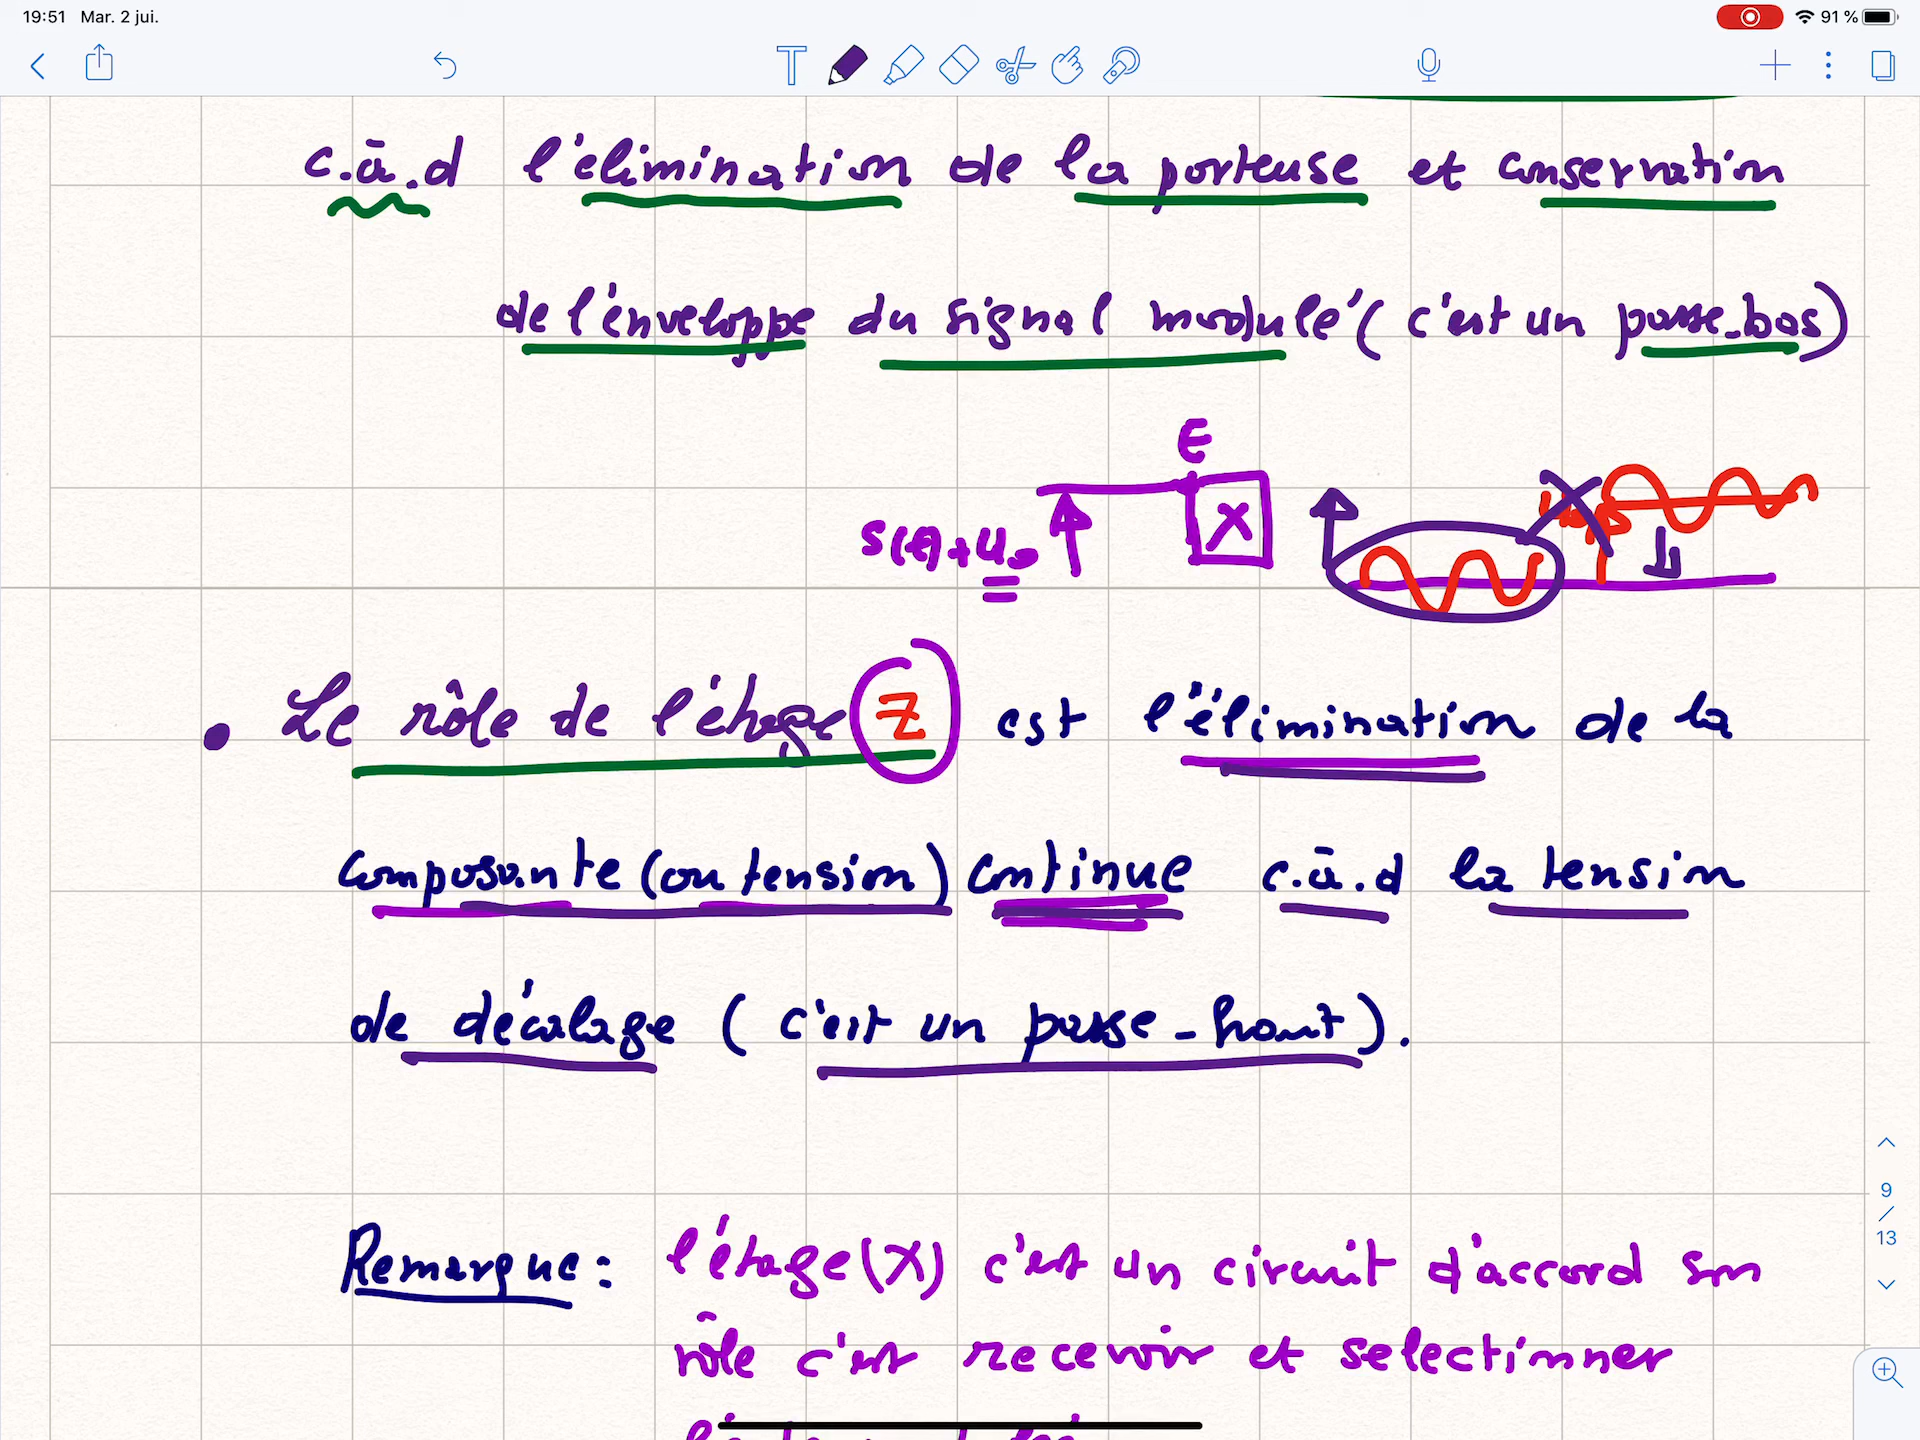 19:51 Mar. 2 jui. 91 %
c.à.d l'élimination de la porteuse et conservation
de l'enveloppe du signal modulé (c'est un passe-bas)
E
S(t)+U₀ X
• Le rôle de l'étage Z est l'élimination de la
composante (ou tension) continue c.à.d la tension
de décalage (c'est un passe-haut).
9
/
13
Remarque: l'étage (X) c'est un circuit d'accord son
rôle c'est recevoir et selectionner